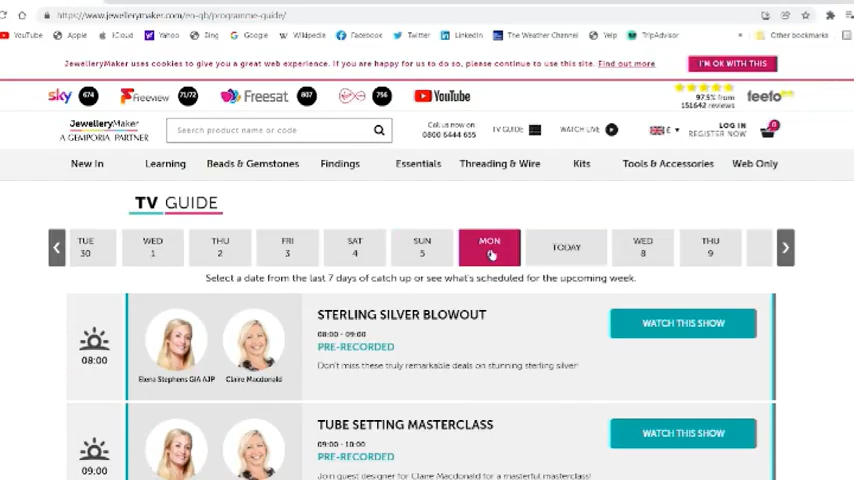 https://www.jewellerymaker.com/en-gb/programme-guide/
YouTube Apple iCloud Yahoo Bing Google Wikipedia Facebook Twitter LinkedIn The Weather Channel Yelp TripAdvisor » Other bookmarks
JewelleryMaker uses cookies to give you a great web experience. If you are happy for us to do so, please continue to use this site. Find out more I'M OK WITH THIS
sky 674 Freeview 71/72 Freesat 807 756 YouTube 97.5% from 151642 reviews feefo
JewelleryMaker
A GEMPORIA PARTNER
Search product name or code
Call us now on
0800 6444 655
TV GUIDE
WATCH LIVE
£
LOG IN
REGISTER NOW
0
New In Learning Beads & Gemstones Findings Essentials Threading & Wire Kits Tools & Accessories Web Only
TV GUIDE
TUE 30
WED 1
THU 2
FRI 3
SAT 4
SUN 5
MON
TODAY
WED 8
THU 9
Select a date from the last 7 days of catch up or see what's scheduled for the upcoming week.
08:00
Elena Stephens GIA AJP
Claire Macdonald
STERLING SILVER BLOWOUT
08:00 - 09:00
PRE-RECORDED
Don't miss these truly remarkable deals on stunning sterling silver!
WATCH THIS SHOW
09:00
TUBE SETTING MASTERCLASS
09:00 - 10:00
PRE-RECORDED
Join guest designer for Claire Macdonald for a masterful masterclass!
WATCH THIS SHOW